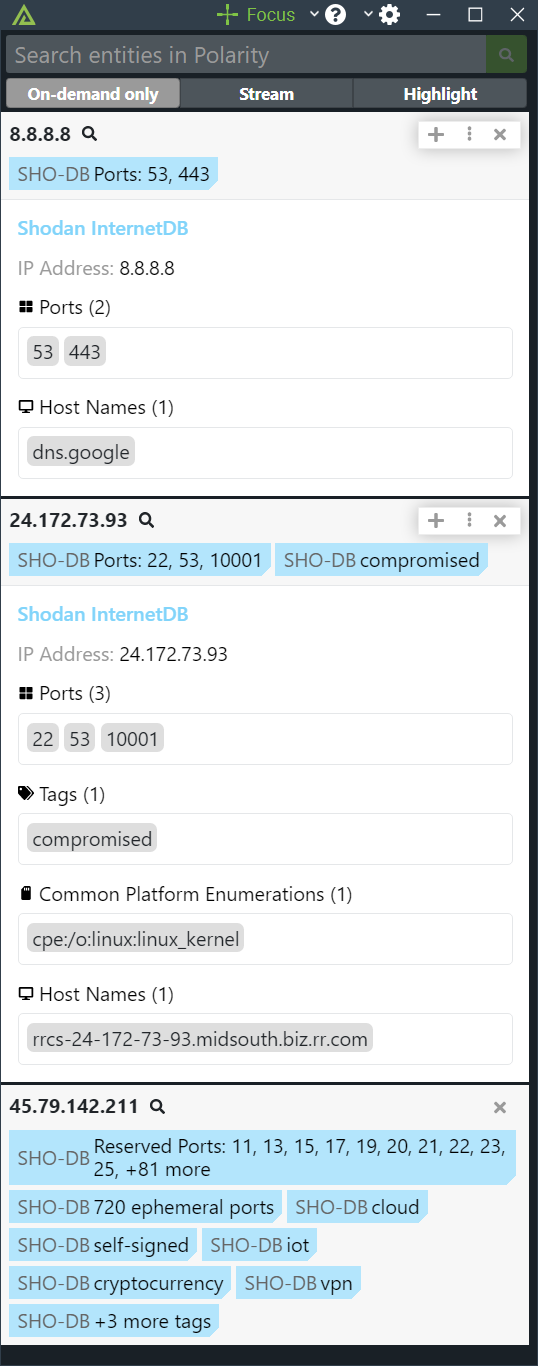 Focus
Search entities in Polarity
On-demand only Stream Highlight
8.8.8.8
SHO-DB Ports: 53, 443
Shodan InternetDB
IP Address: 8.8.8.8
Ports (2)
53 443
Host Names (1)
dns.google
24.172.73.93
SHO-DB Ports: 22, 53, 10001 SHO-DB compromised
Shodan InternetDB
IP Address: 24.172.73.93
Ports (3)
22 53 10001
Tags (1)
compromised
Common Platform Enumerations (1)
cpe:/o:linux:linux_kernel
Host Names (1)
rrcs-24-172-73-93.midsouth.biz.rr.com
45.79.142.211
SHO-DB Reserved Ports: 11, 13, 15, 17, 19, 20, 21, 22, 23,
25, +81 more
SHO-DB 720 ephemeral ports SHO-DB cloud
SHO-DB self-signed SHO-DB iot
SHO-DB cryptocurrency SHO-DB vpn
SHO-DB +3 more tags